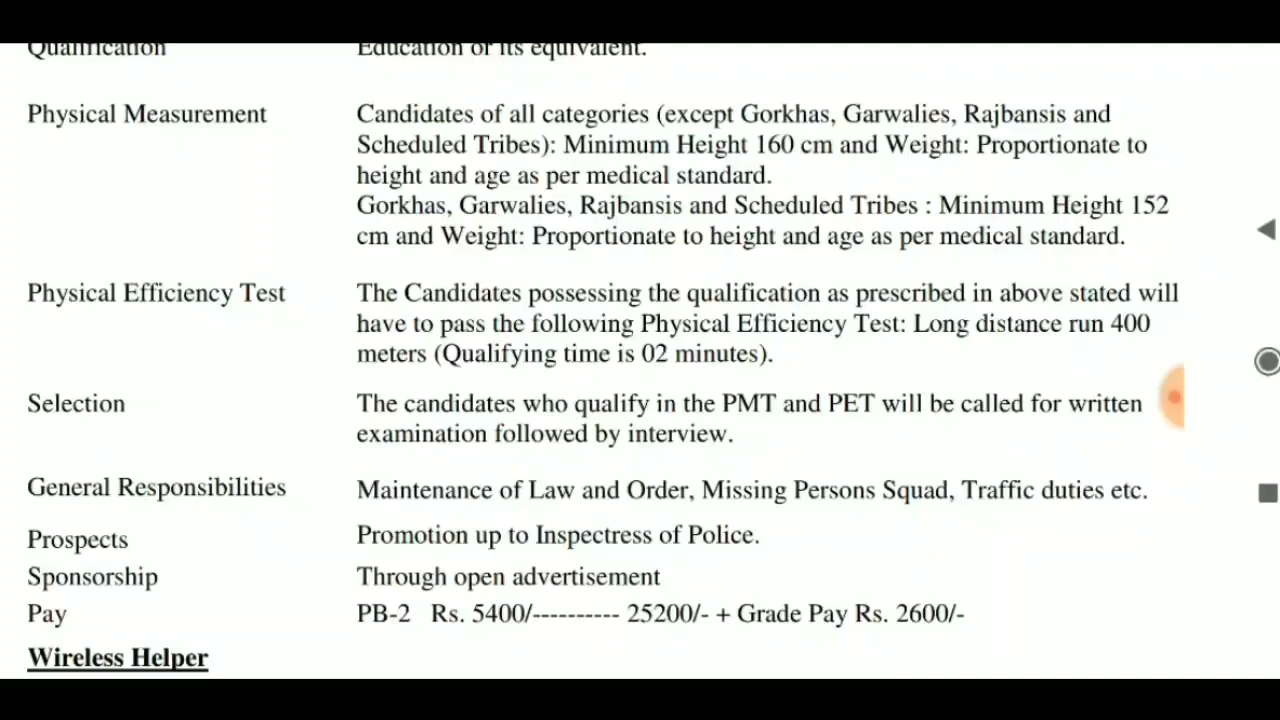 Qualification Education or its equivalent.
Physical Measurement Candidates of all categories (except Gorkhas, Garwalies, Rajbansis and
Scheduled Tribes): Minimum Height 160 cm and Weight: Proportionate to
height and age as per medical standard.
Gorkhas, Garwalies, Rajbansis and Scheduled Tribes : Minimum Height 152
cm and Weight: Proportionate to height and age as per medical standard.
Physical Efficiency Test The Candidates possessing the qualification as prescribed in above stated will
have to pass the following Physical Efficiency Test: Long distance run 400
meters (Qualifying time is 02 minutes).
Selection The candidates who qualify in the PMT and PET will be called for written
examination followed by interview.
General Responsibilities Maintenance of Law and Order, Missing Persons Squad, Traffic duties etc.
Prospects Promotion up to Inspectress of Police.
Sponsorship Through open advertisement
Pay PB-2 Rs. 5400/---------- 25200/- + Grade Pay Rs. 2600/-
Wireless Helper